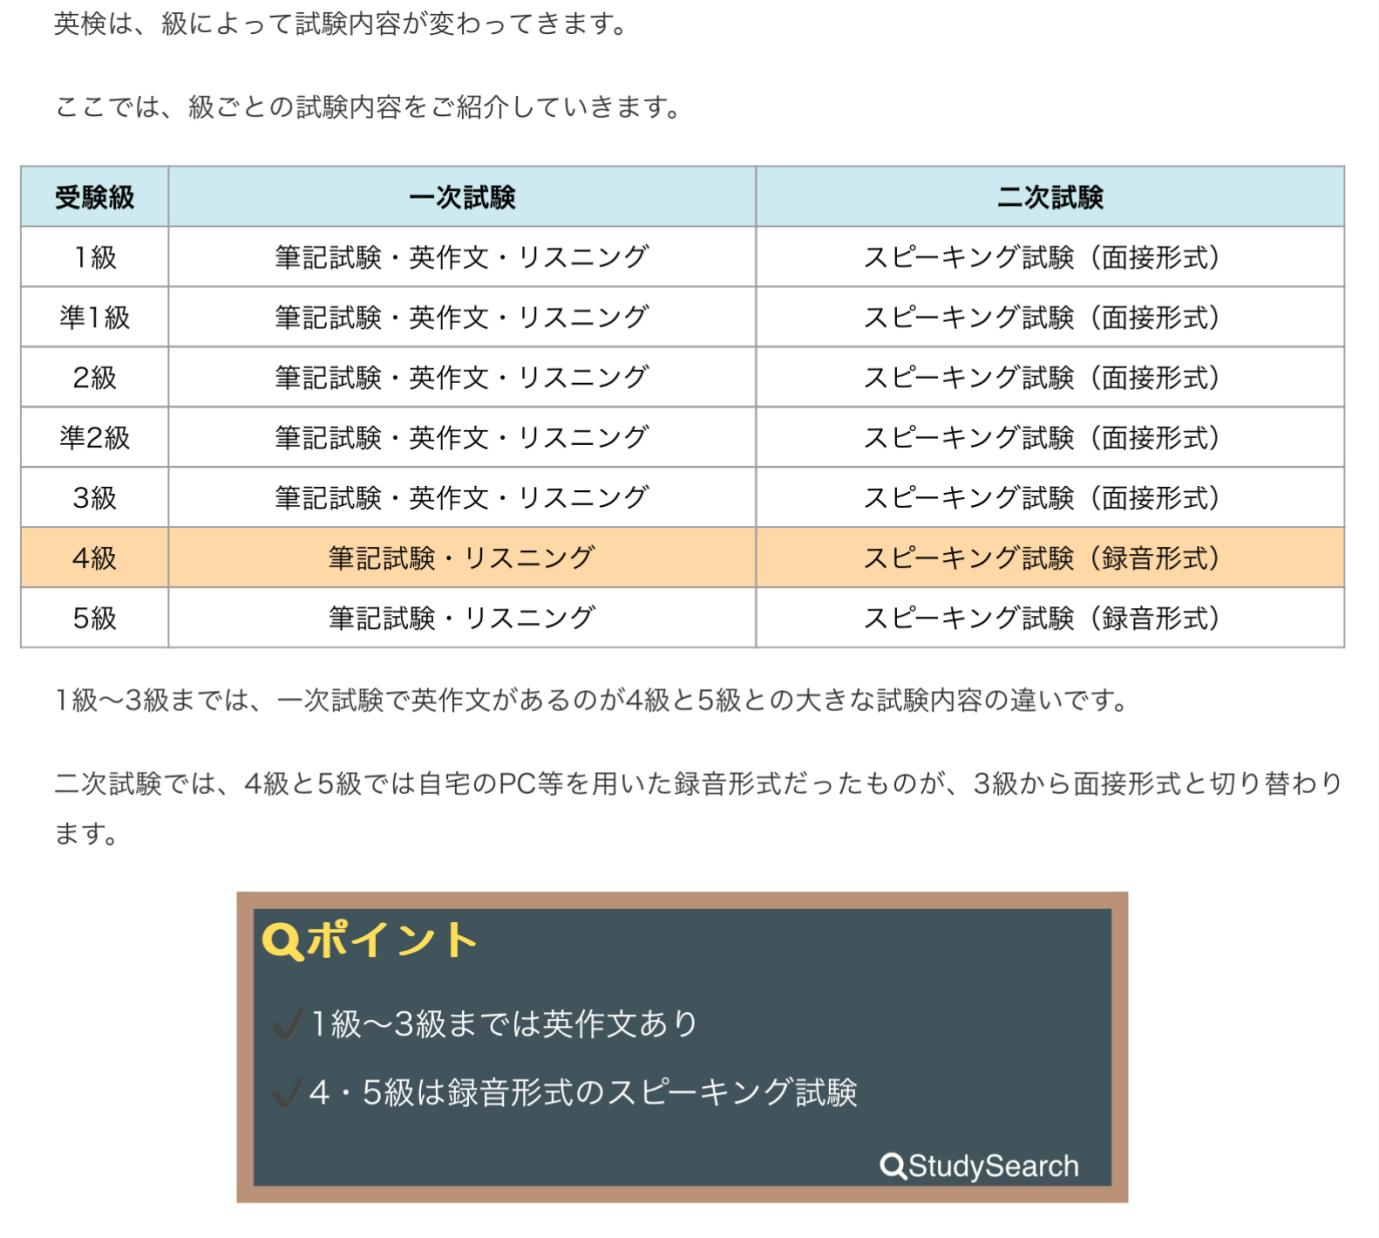 英検は、級によって試験内容が変わってきます。
ここでは、級ごとの試験内容をご紹介していきます。
受験級 一次試験 二次試験
1級 筆記試験・英作文・リスニング スピーキング試験（面接形式）
準1級 筆記試験・英作文・リスニング スピーキング試験（面接形式）
2級 筆記試験・英作文・リスニング スピーキング試験（面接形式）
準2級 筆記試験・英作文・リスニング スピーキング試験（面接形式）
3級 筆記試験・英作文・リスニング スピーキング試験（面接形式）
4級 筆記試験・リスニング スピーキング試験（録音形式）
5級 筆記試験・リスニング スピーキング試験（録音形式）
1級〜3級までは、一次試験で英作文があるのが4級と5級との大きな試験内容の違いです。
二次試験では、4級と5級では自宅のPC等を用いた録音形式だったものが、3級から面接形式と切り替わり
ます。
ポイント
✔1級〜3級までは英作文あり
✔4・5級は録音形式のスピーキング試験
StudySearch